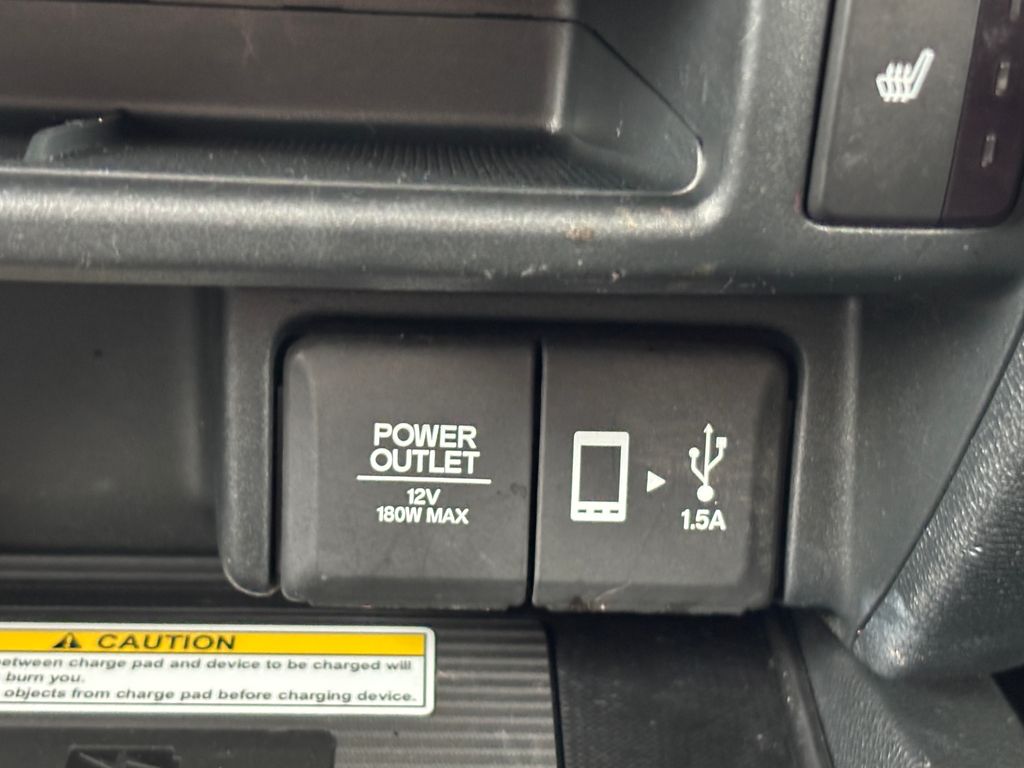 POWER
OUTLET
12V
180W MAX
1.5A
CAUTION
between charge pad and device to be charged will
burn you.
objects from charge pad before charging device.